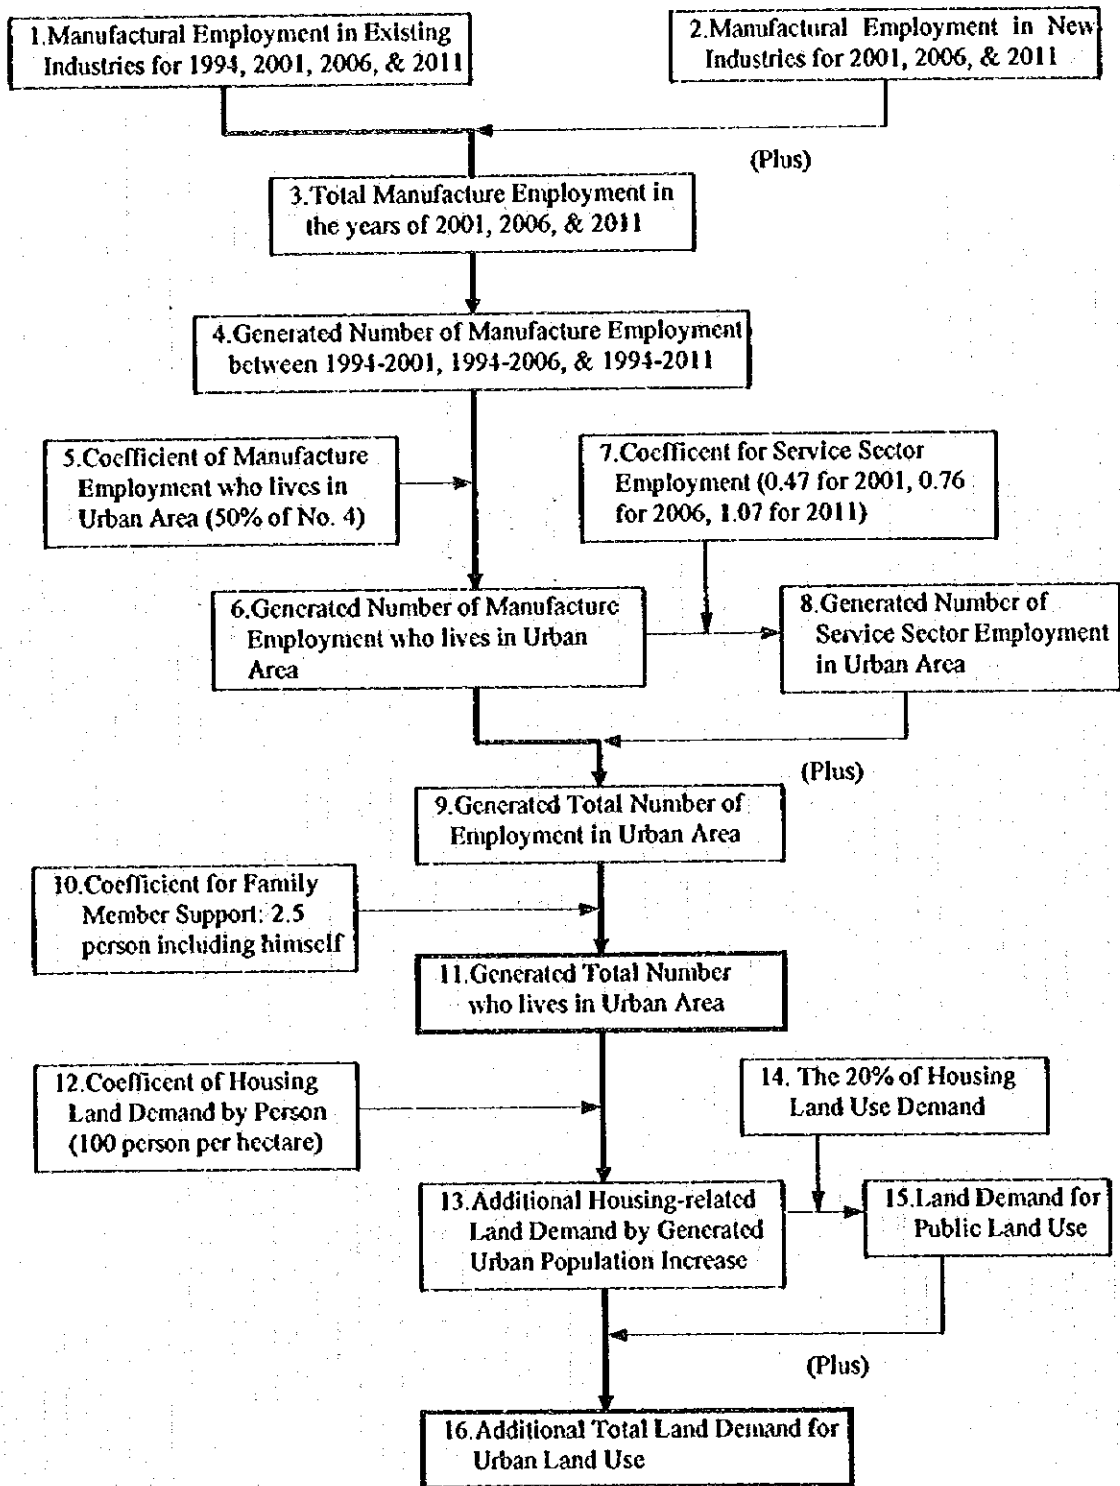 1.Manufactural Employment in Existing
Industries for 1994, 2001, 2006, & 2011
2.Manufactural Employment in New
Industries for 2001, 2006, & 2011
(Plus)
3.Total Manufacture Employment in
the years of 2001, 2006, & 2011
4.Generated Number of Manufacture Employment
between 1994-2001, 1994-2006, & 1994-2011
5.Coefficient of Manufacture
Employment who lives in
Urban Area (50% of No. 4)
7.Coefficent for Service Sector
Employment (0.47 for 2001, 0.76
for 2006, 1.07 for 2011)
6.Generated Number of Manufacture
Employment who lives in Urban
Area
8.Generated Number of
Service Sector Employment
in Urban Area
(Plus)
9.Generated Total Number of
Employment in Urban Area
10.Coefficient for Family
Member Support: 2.5
person including himself
11.Generated Total Number
who lives in Urban Area
12.Coefficent of Housing
Land Demand by Person
(100 person per hectare)
14. The 20% of Housing
Land Use Demand
13.Additional Housing-related
Land Demand by Generated
Urban Population Increase
15.Land Demand for
Public Land Use
(Plus)
16.Additional Total Land Demand for
Urban Land Use